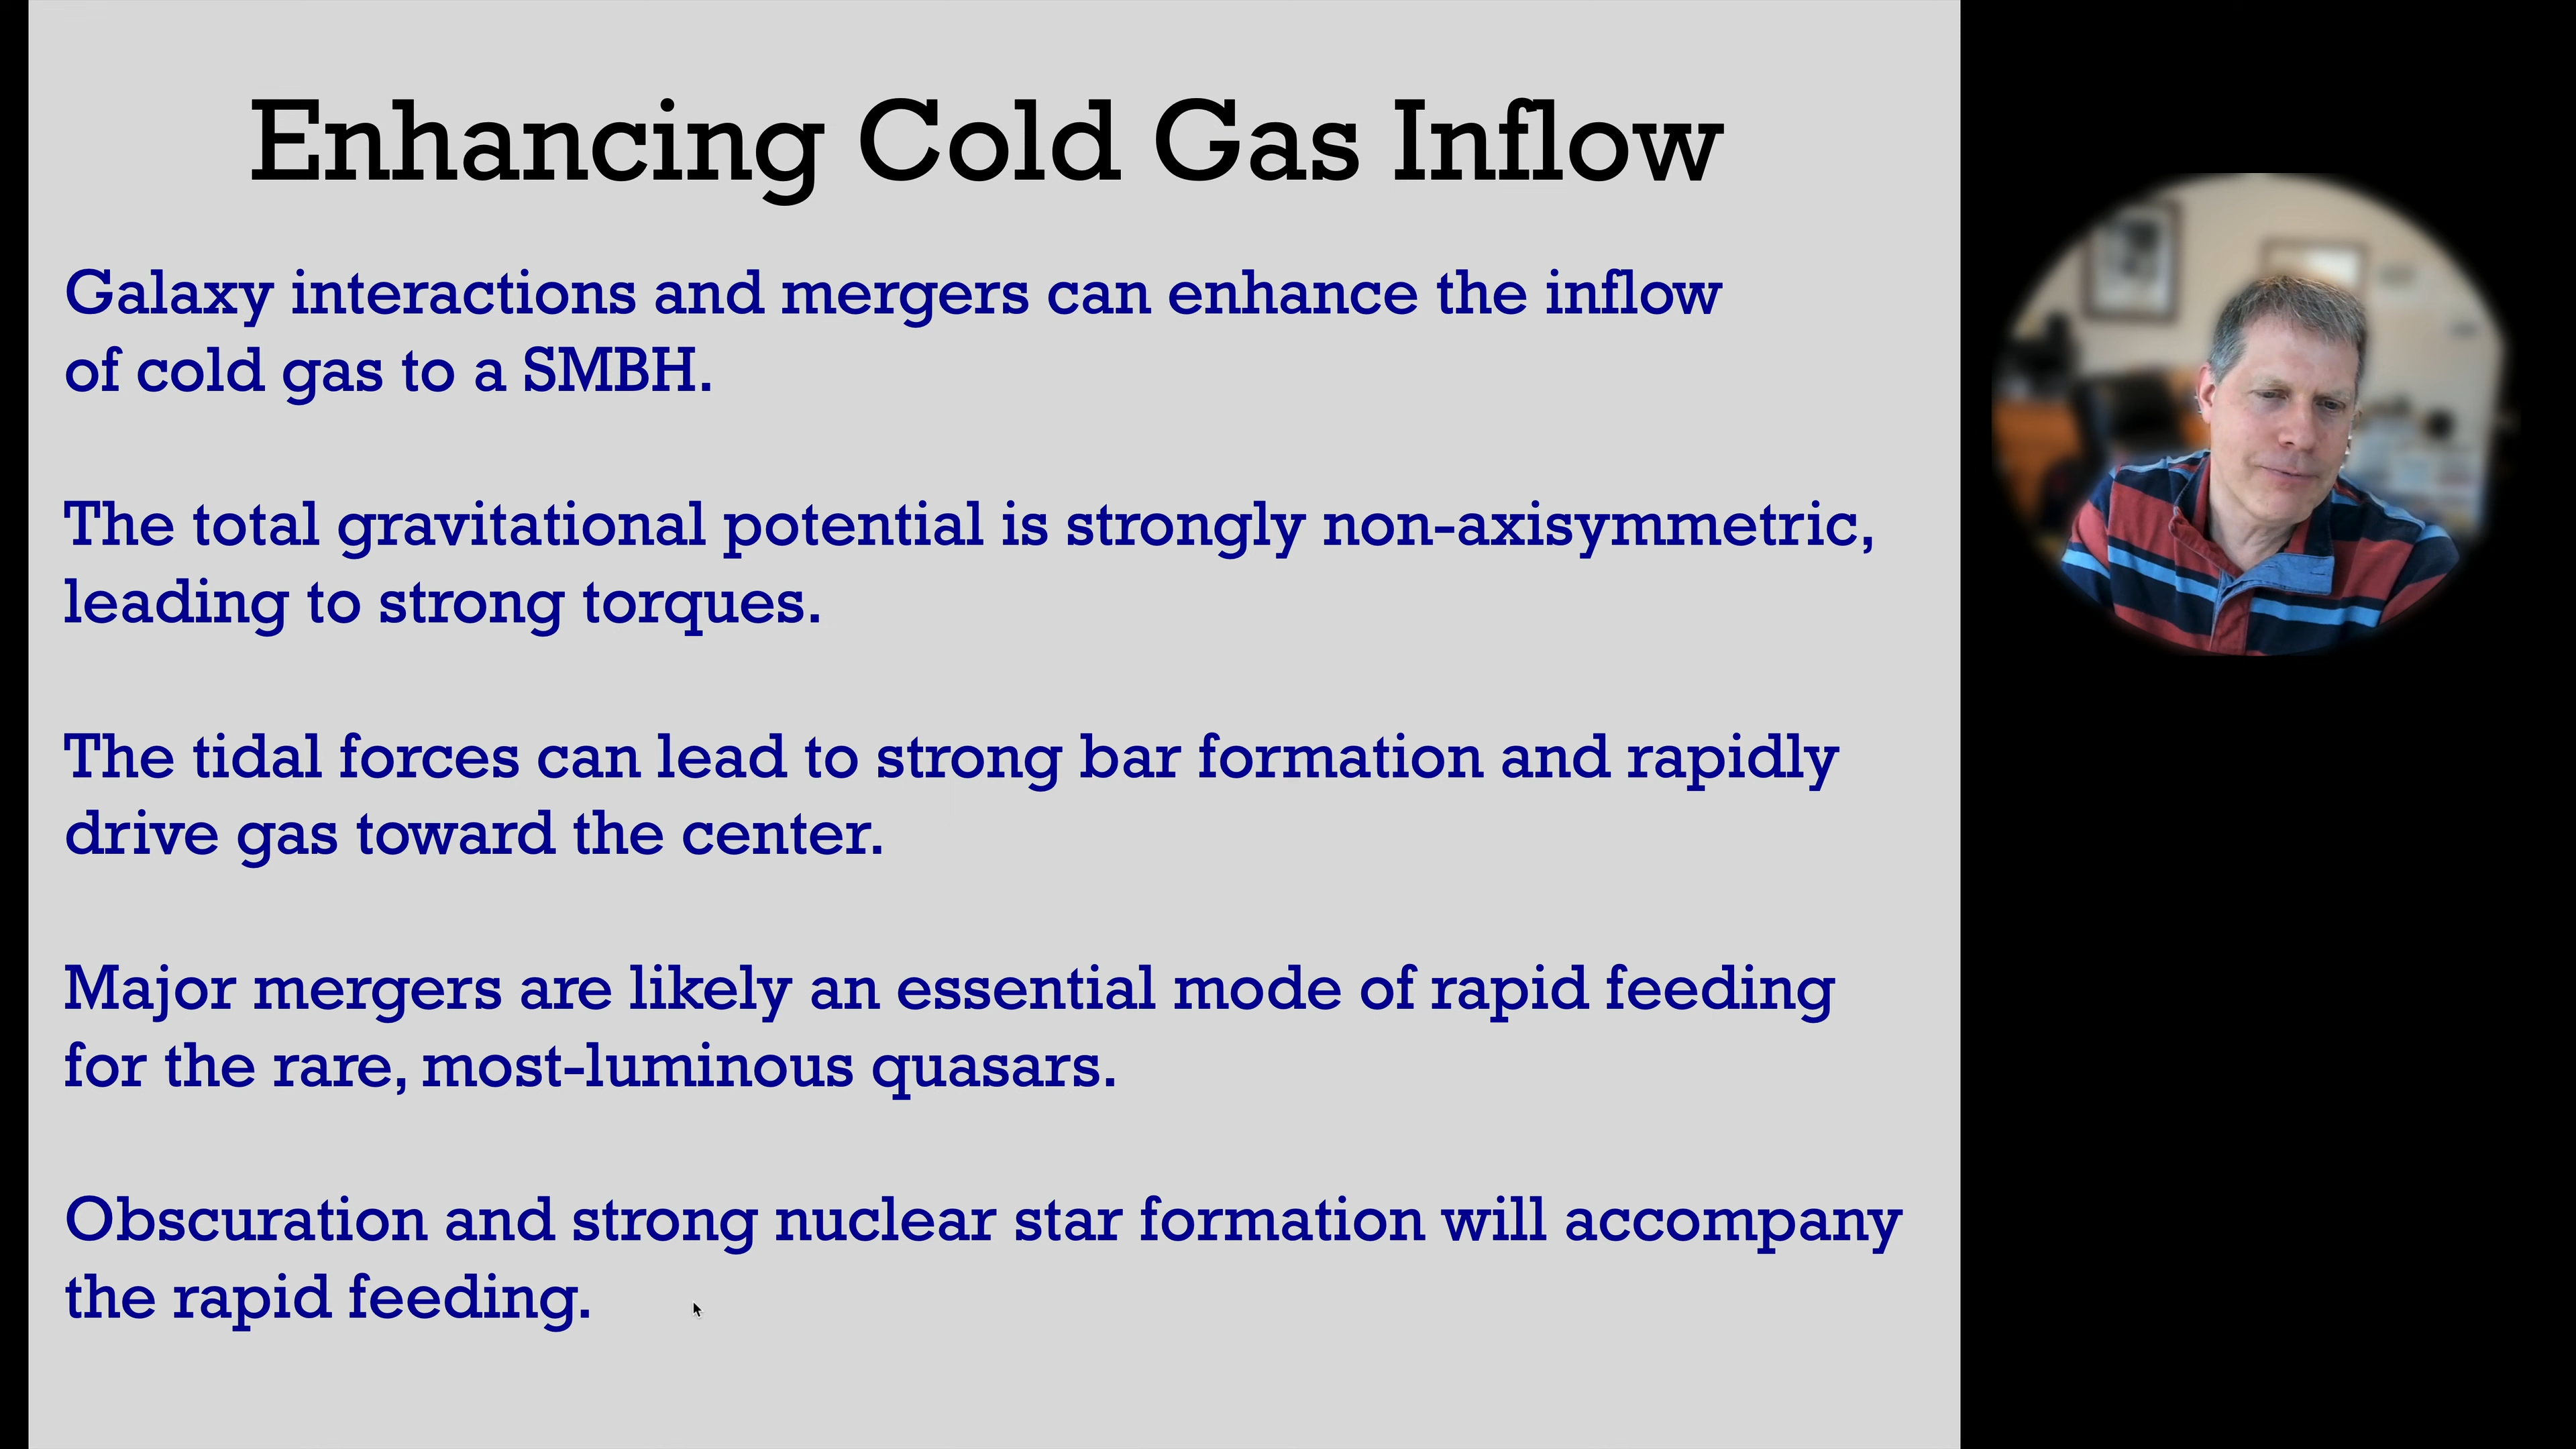 Enhancing Cold Gas Inflow
Galaxy interactions and mergers can enhance the inflow
of cold gas to a SMBH.
The total gravitational potential is strongly non-axisymmetric,
leading to strong torques.
The tidal forces can lead to strong bar formation and rapidly
drive gas toward the center.
Major mergers are likely an essential mode of rapid feeding
for the rare, most-luminous quasars.
Obscuration and strong nuclear star formation will accompany
the rapid feeding.